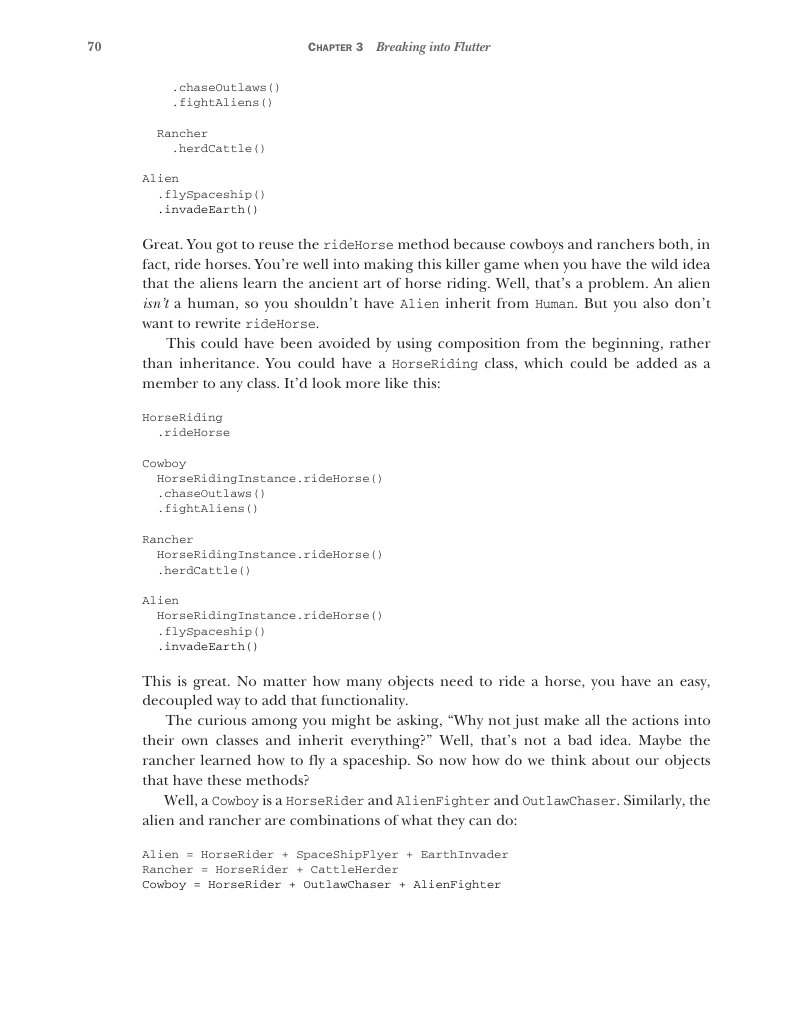 70
CHAPTER 3 Breaking into Flutter
.chaseOutlaws()
.fightAliens()
Rancher
.herdCattle()
Alien
.flySpaceship()
.invadeEarth()
Great. You got to reuse the rideHorse method because cowboys and ranchers both, in
fact, ride horses. You’re well into making this killer game when you have the wild idea
that the aliens learn the ancient art of horse riding. Well, that’s a problem. An alien
isn’t a human, so you shouldn’t have Alien inherit from Human. But you also don’t
want to rewrite rideHorse.
This could have been avoided by using composition from the beginning, rather
than inheritance. You could have a HorseRiding class, which could be added as a
member to any class. It’d look more like this:
HorseRiding
.rideHorse
Cowboy
HorseRidingInstance.rideHorse()
.chaseOutlaws()
.fightAliens()
Rancher
HorseRidingInstance.rideHorse()
.herdCattle()
Alien
HorseRidingInstance.rideHorse()
.flySpaceship()
.invadeEarth()
This is great. No matter how many objects need to ride a horse, you have an easy,
decoupled way to add that functionality.
The curious among you might be asking, “Why not just make all the actions into
their own classes and inherit everything?” Well, that’s not a bad idea. Maybe the
rancher learned how to fly a spaceship. So now how do we think about our objects
that have these methods?
Well, a Cowboy is a HorseRider and AlienFighter and OutlawChaser. Similarly, the
alien and rancher are combinations of what they can do:
Alien = HorseRider + SpaceShipFlyer + EarthInvader
Rancher = HorseRider + CattleHerder
Cowboy = HorseRider + OutlawChaser + AlienFighter